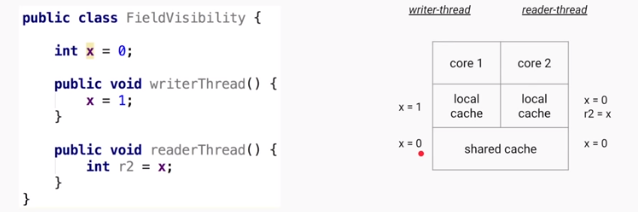 public class FieldVisibility {
int x = 0;
public void writerThread() {
x = 1;
}
public void readerThread() {
int r2 = x;
}
}
writer-thread
reader-thread
core 1
core 2
x = 1
local
cache
local
cache
x = 0
r2 = x
x = 0
shared cache
x = 0